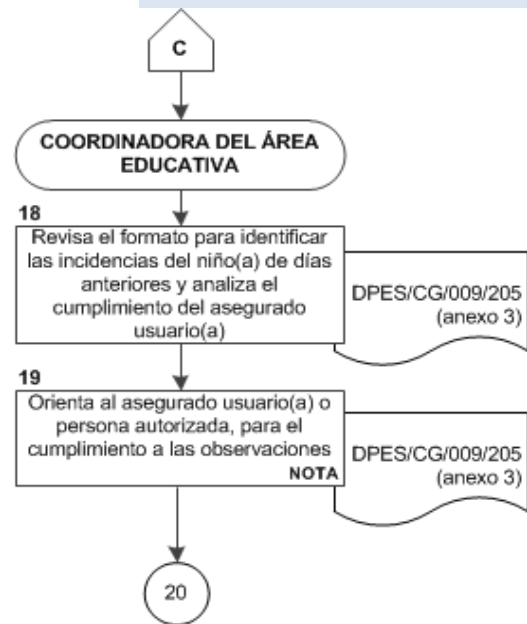 C
COORDINADORA DEL ÁREA
EDUCATIVA
18
Revisa el formato para identificar
las incidencias del niño(a) de días
anteriores y analiza el
cumplimiento del asegurado
usuario(a)
DPES/CG/009/205
(anexo 3)
19
Orienta al asegurado usuario(a) o
persona autorizada, para el
cumplimiento a las observaciones
NOTA
DPES/CG/009/205
(anexo 3)
20